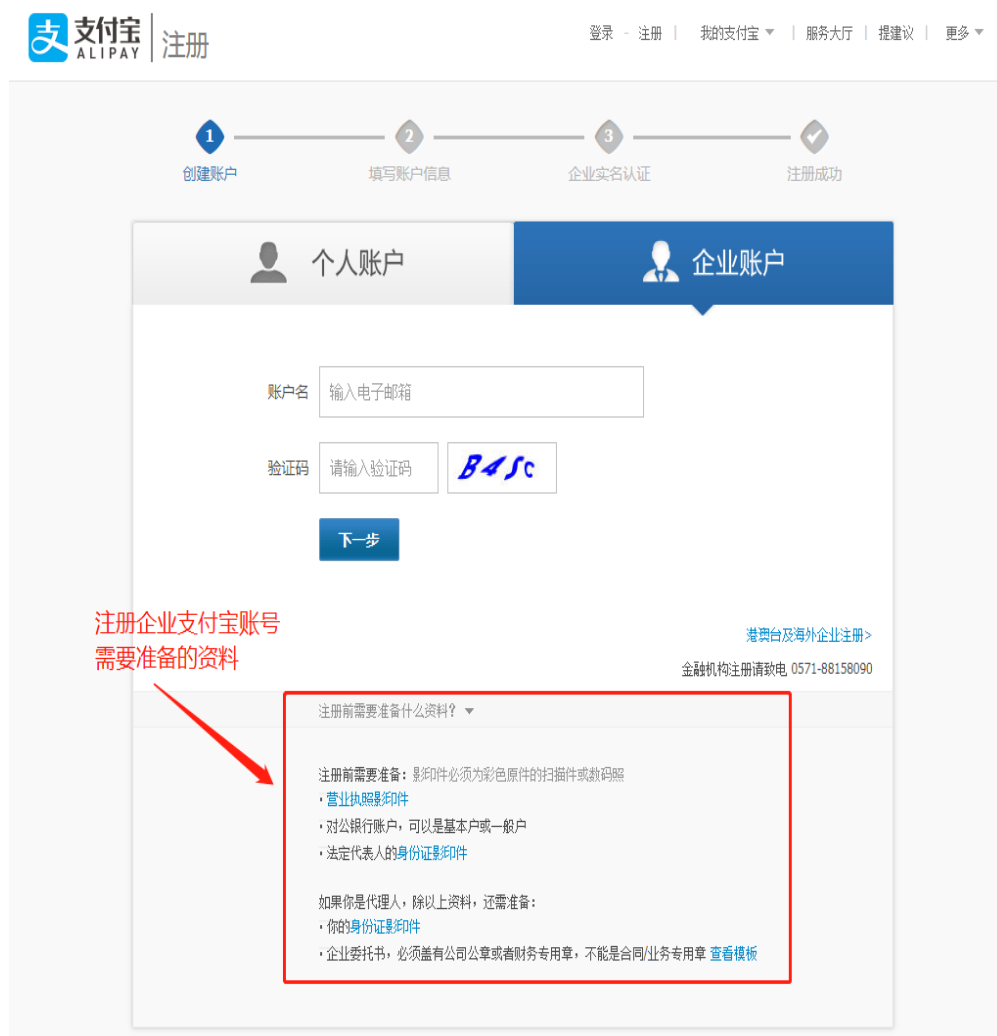 支付宝 ALIPAY 注册
登录 - 注册 | 我的支付宝 | 服务大厅 | 提建议 | 更多
1 2 3
创建账户 填写账户信息 企业实名认证 注册成功
个人账户 企业账户
账户名 输入电子邮箱
验证码 请输入验证码 B4Sc
下一步
注册企业支付宝账号
需要准备的资料
港澳台及海外企业注册>
金融机构注册请致电 0571-88158090
注册前需要准备什么资料?
注册前需要准备：影印件必须为彩色原件的扫描件或数码照
· 营业执照影印件
· 对公银行账户，可以是基本户或一般户
· 法定代表人的身份证影印件
如果你是代理人，除以上资料，还需准备：
· 你的身份证影印件
· 企业委托书，必须盖有公司公章或者财务专用章，不能是合同/业务专用章 查看模板